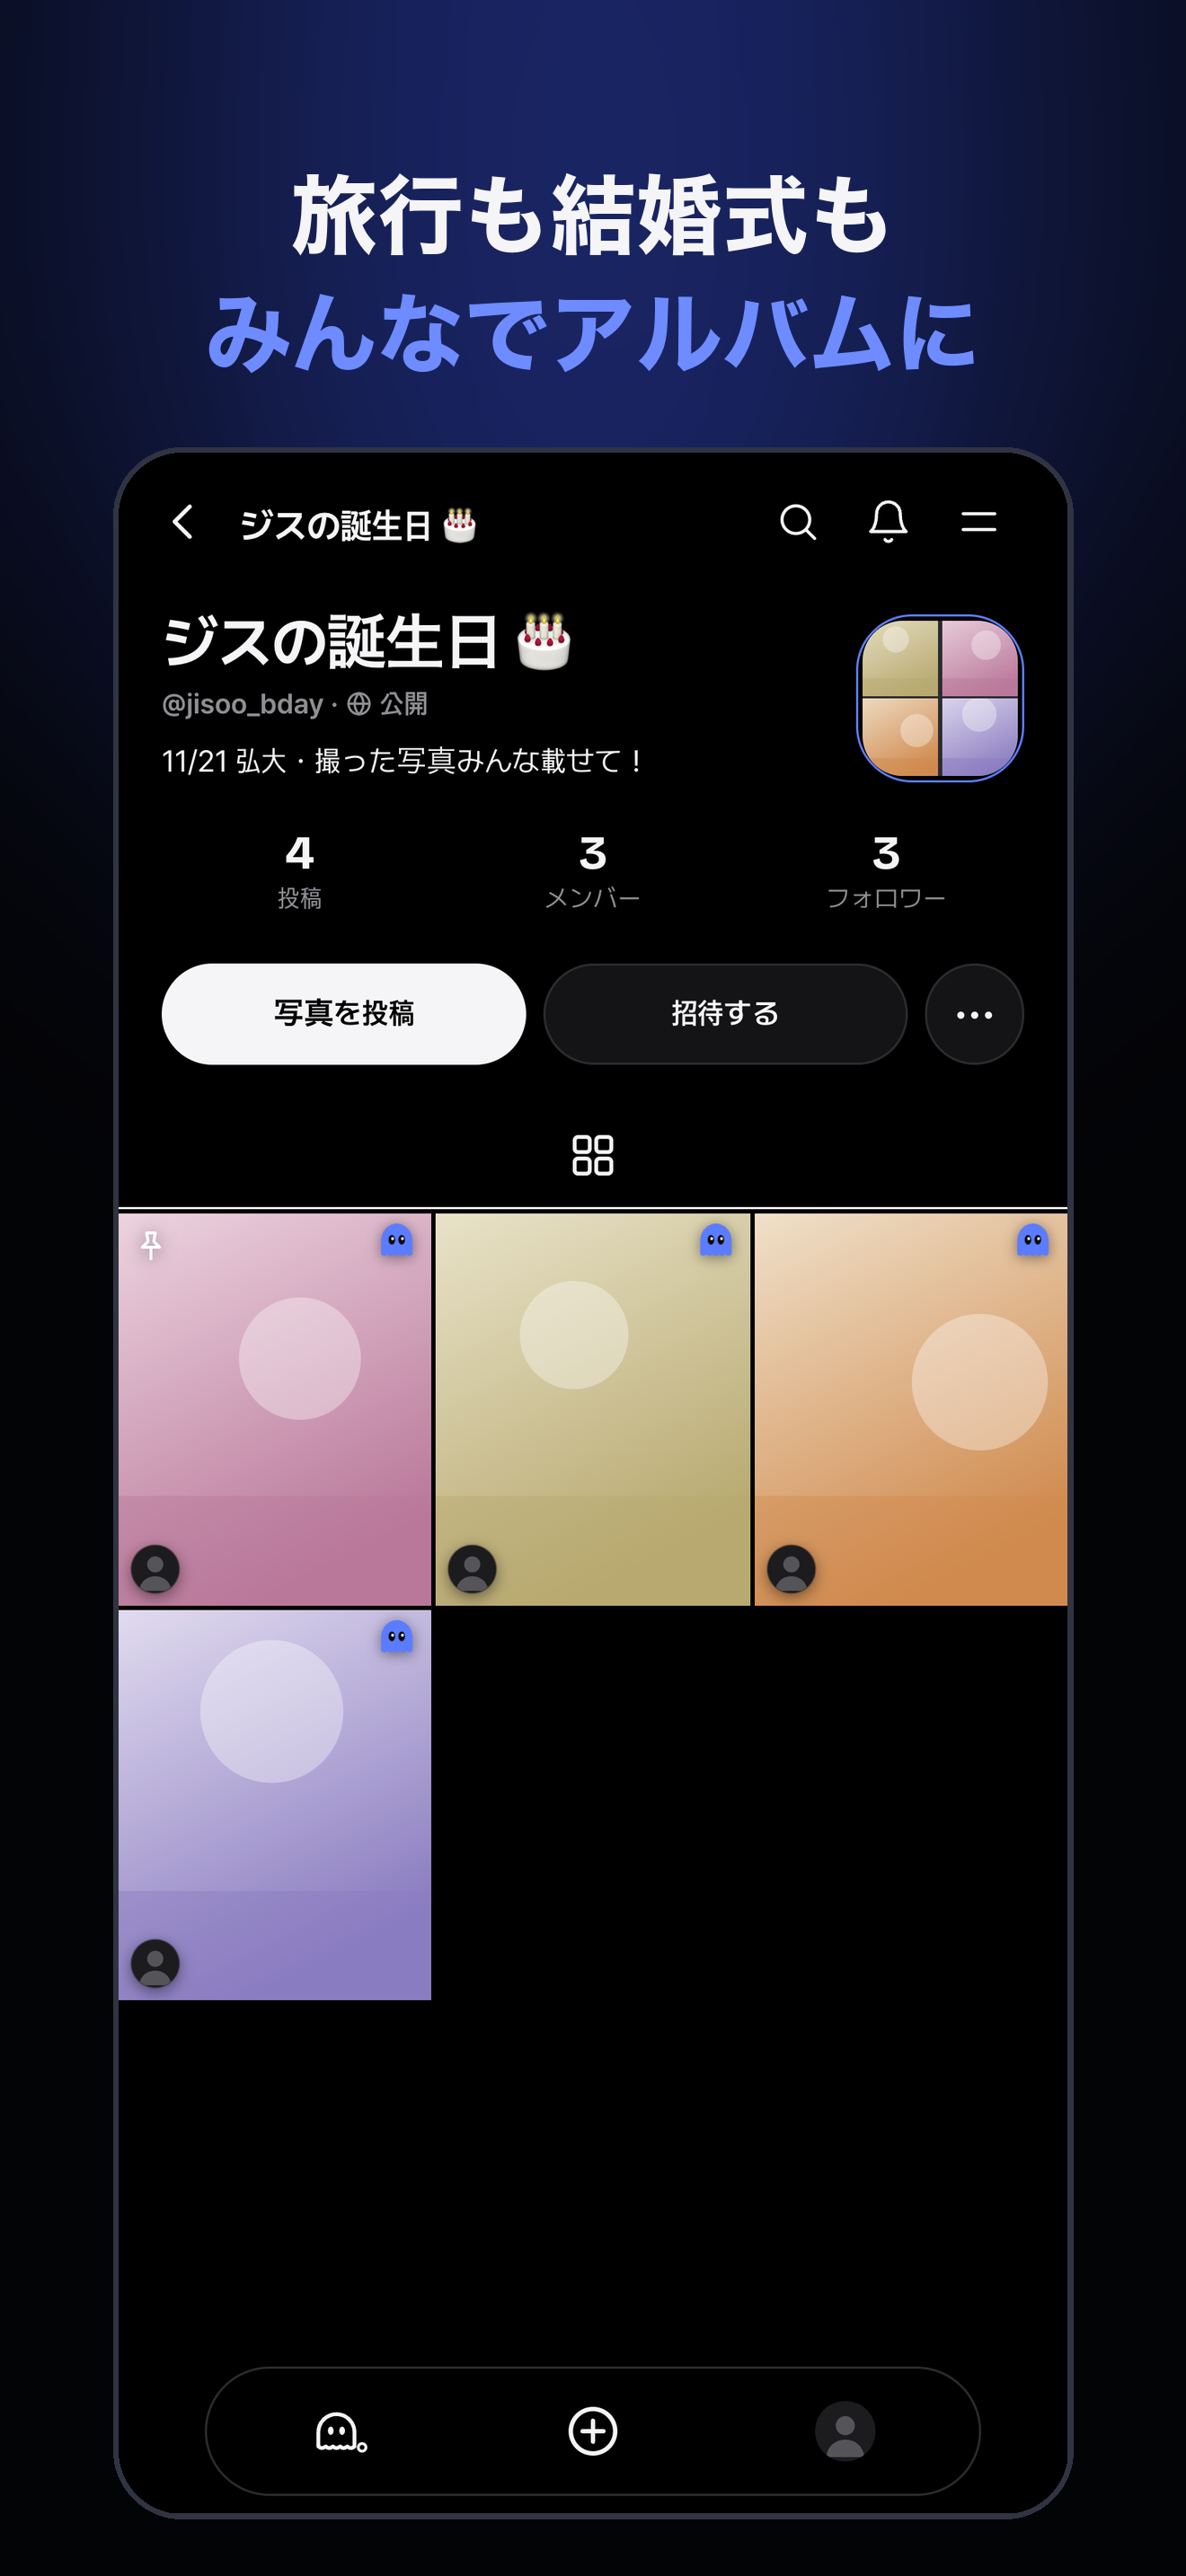 旅行も結婚式も
みんなでアルバムに
ジスの誕生日 🎂
ジスの誕生日 🎂
@jisoo_bday · 公開
11/21 弘大 · 撮った写真みんな載せて！
4
3
3
投稿
メンバー
フォロワー
写真を投稿
招待する